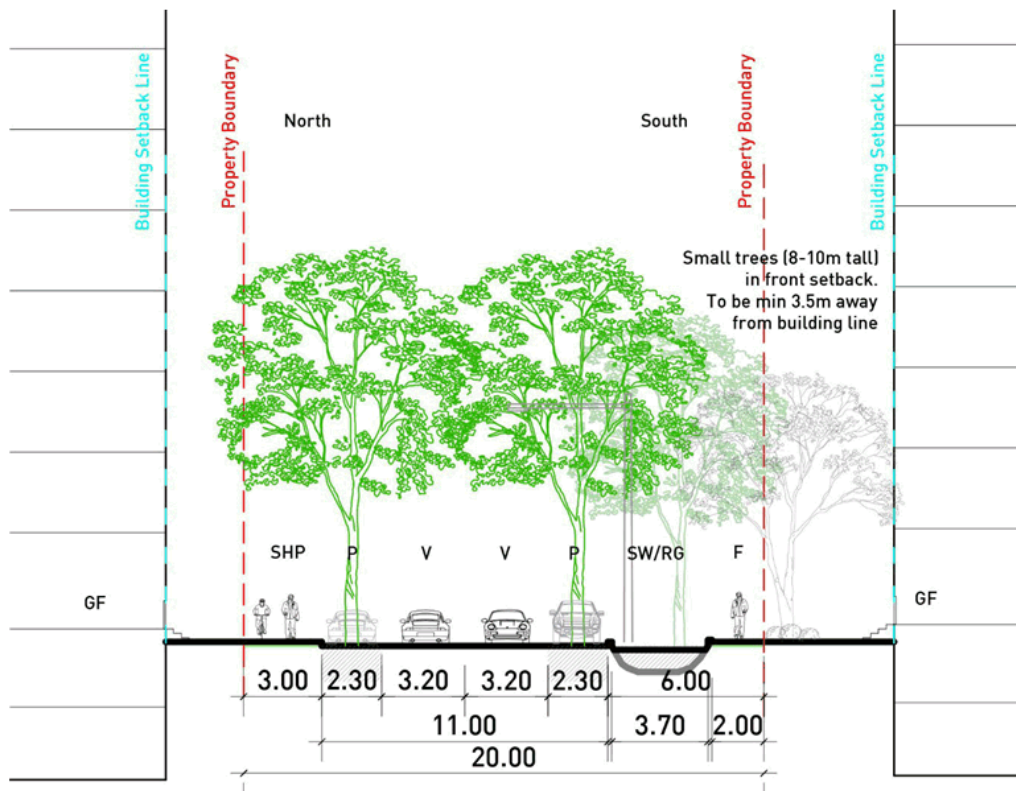 Building Setback Line
Property Boundary
North
South
Property Boundary
Building Setback Line
Small trees (8-10m tall)
in front setback.
To be min 3.5m away
from building line
SHP
P
V
V
P
SW/RG
F
GF
GF
3.00
2.30
3.20
3.20
2.30
6.00
11.00
3.70
2.00
20.00